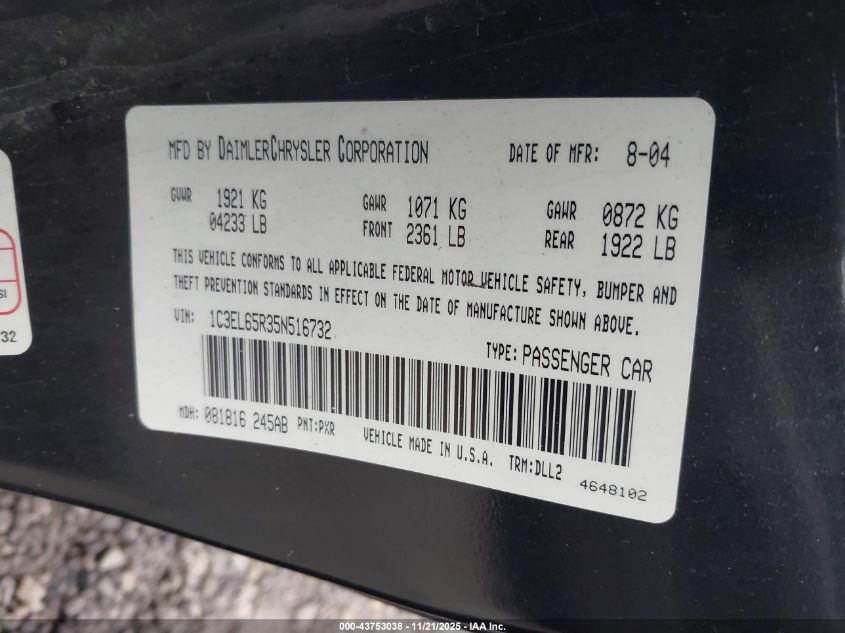 MFD BY DAIMLERCHRYSLER CORPORATION DATE OF MFR: 8-04
GVWR 1921 KG GAWR 1071 KG GAWR 0872 KG
04233 LB FRONT 2361 LB REAR 1922 LB
THIS VEHICLE CONFORMS TO ALL APPLICABLE FEDERAL MOTOR VEHICLE SAFETY, BUMPER AND
THEFT PREVENTION STANDARDS IN EFFECT ON THE DATE OF MANUFACTURE SHOWN ABOVE.
VIN: 1C3EL65R35N516732
TYPE: PASSENGER CAR
MDH: 081816 245AB PNT:PXR VEHICLE MADE IN U.S.A. TRM:DLL2
4648102
SI
732
000-43753038 - 11/21/2025 - IAA Inc.